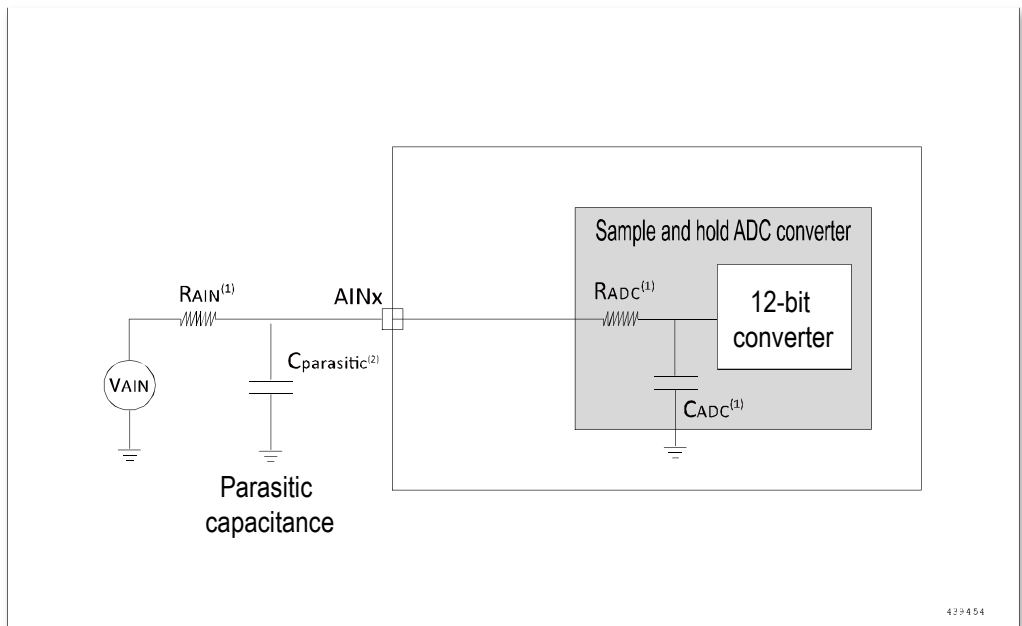 Sample and hold ADC converter
RAIN(1)
AINx
RADC(1)
12-bit
converter
Cparasitic(2)
VAIN
CADC(1)
Parasitic
capacitance
439454